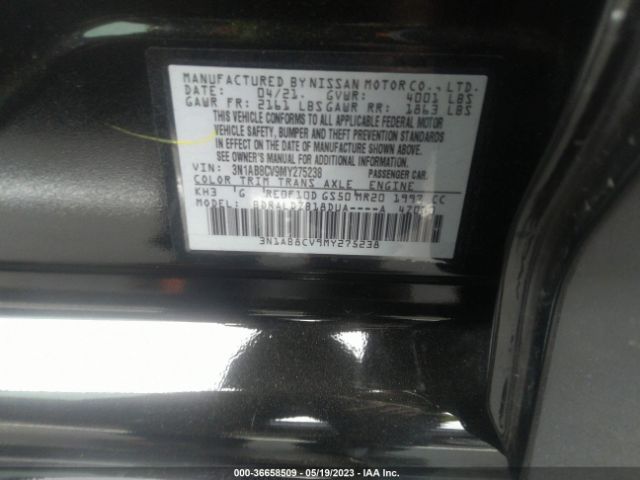 MANUFACTURED BY NISSAN MOTOR CO., LTD.
DATE: 04/21. GVWR: 4001 LBS
GAWR FR: 2161 LBS GAWR RR: 1863 LBS
THIS VEHICLE CONFORMS TO ALL APPLICABLE FEDERAL MOTOR
VEHICLE SAFETY, BUMPER AND THEFT PREVENTION STANDARDS
IN EFFECT ON THE DATE OF MANUFACTURE SHOWN ABOVE.
SEE OWNER'S MANUAL FOR ADDITIONAL INFORMATION.
VIN: 3N1AB8CV9MY275238 PASSENGER CAR.
COLOR TRIM TRANS AXLE ENGINE
KH3 'G RE0F10D GS50 MR20 1997 CC
MODEL
3N1AB8CV9MY275238
000-36658509 - 05/19/2023 - IAA Inc.